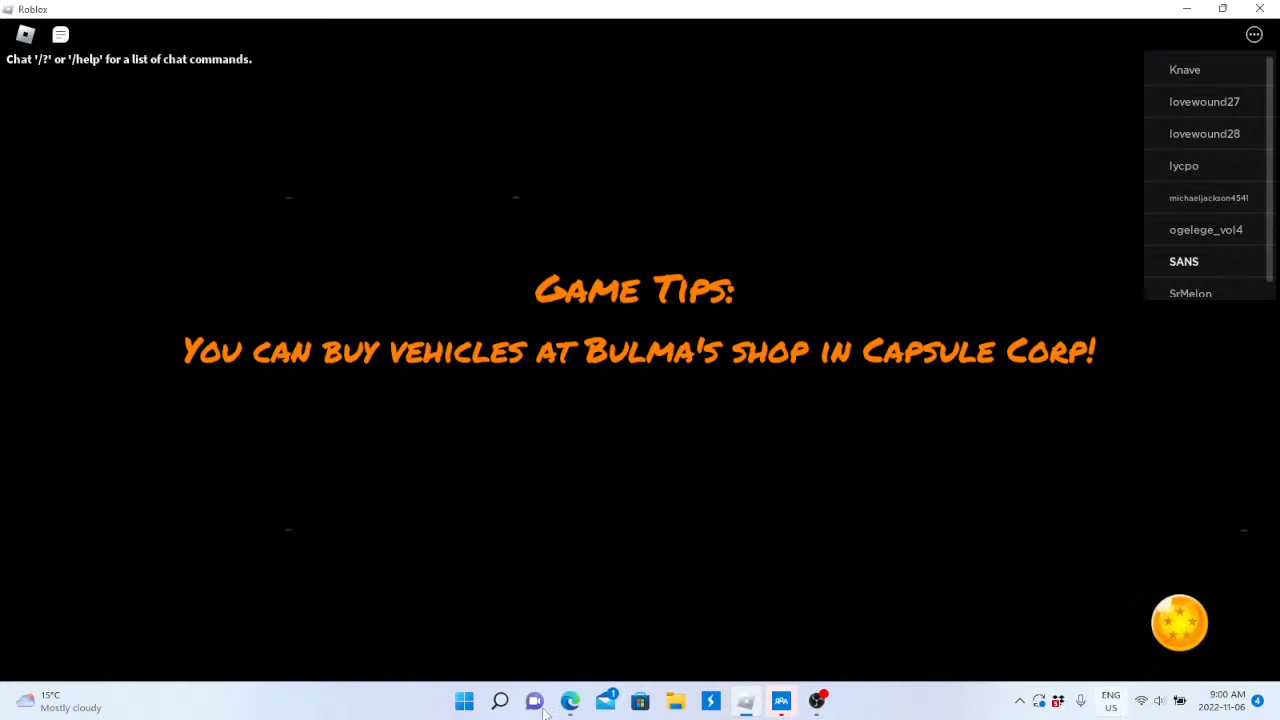 Roblox
Chat '/?' or '/help' for a list of chat commands.
Knave
lovewound27
lovewound28
lycpo
michaeljackson4541
ogelege_vol4
SANS
SrMelon
Game Tips:
You can buy vehicles at Bulma's shop in Capsule Corp!
15°C
Mostly cloudy
1
ENG
US
9:00 AM
2022-11-06
4